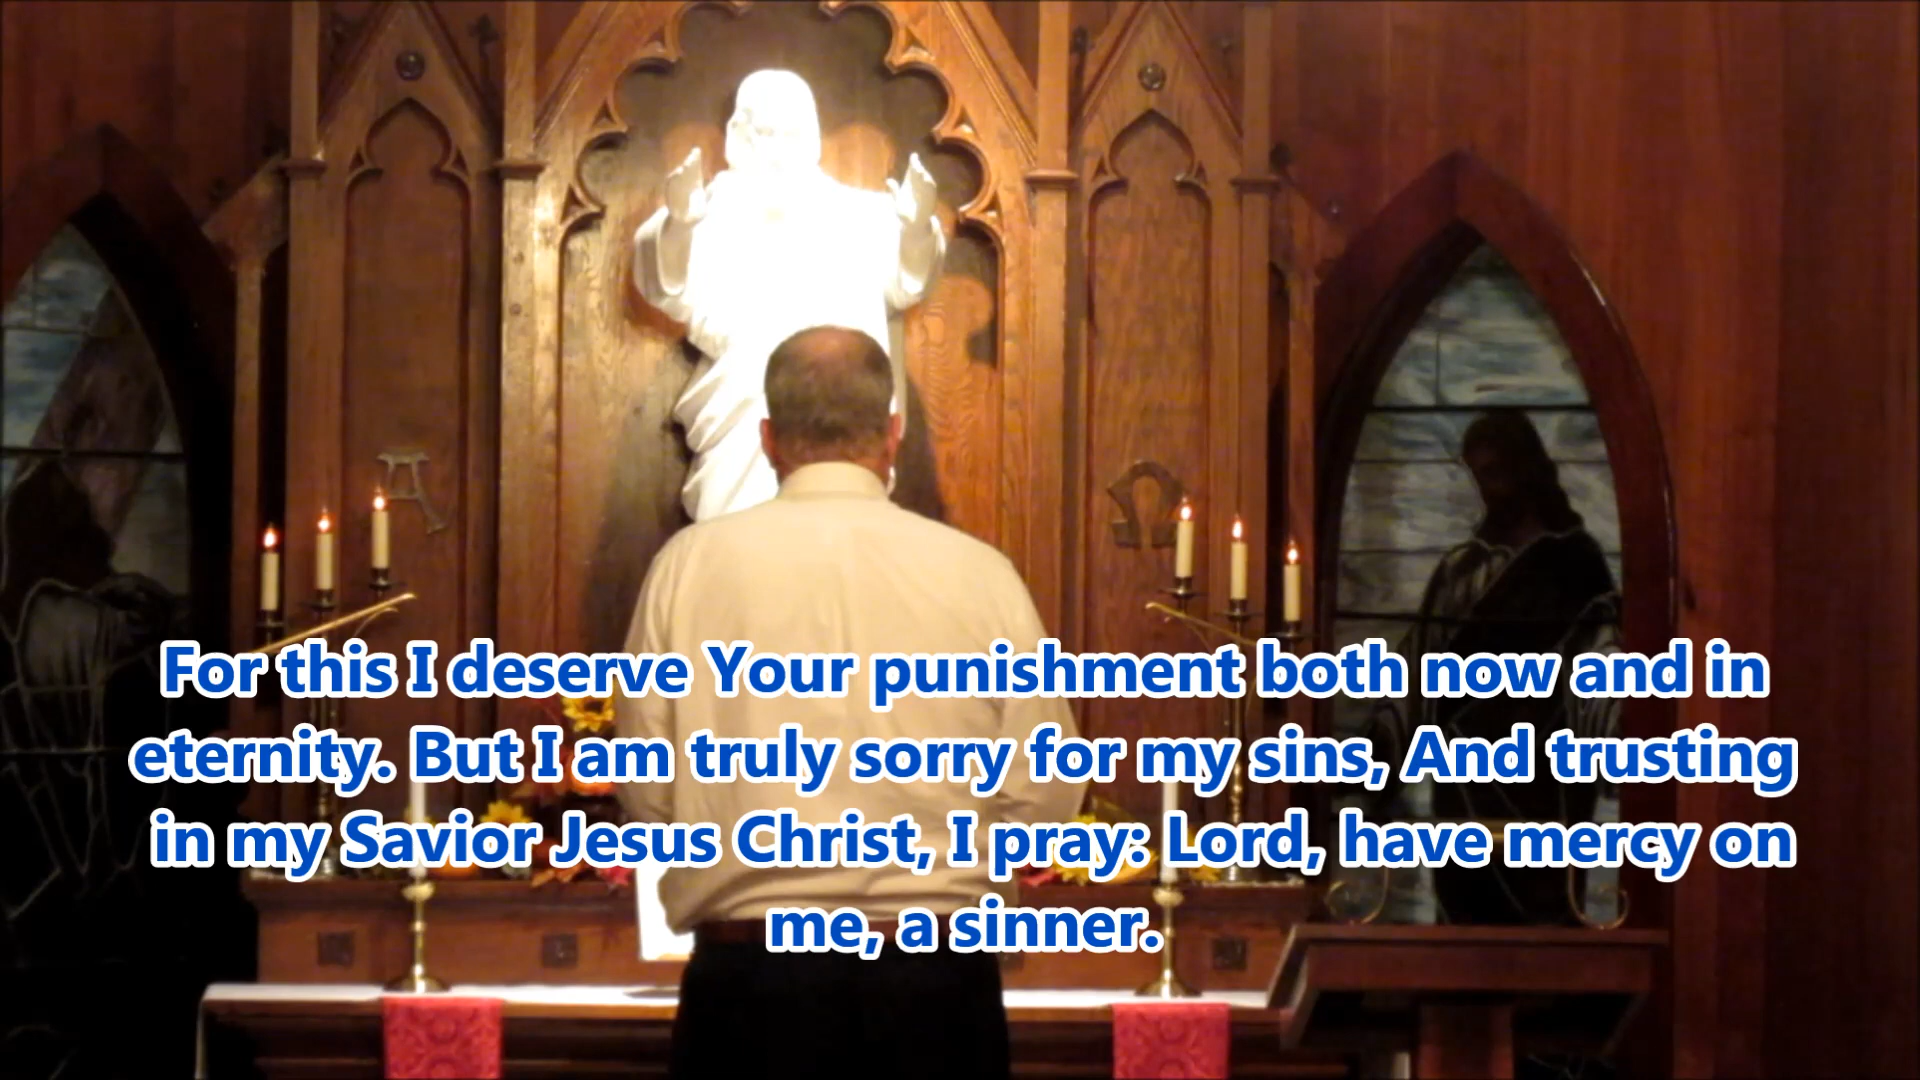 Α Ω
For this I deserve Your punishment both now and in
eternity. But I am truly sorry for my sins, And trusting
in my Savior Jesus Christ, I pray: Lord, have mercy on
me, a sinner.